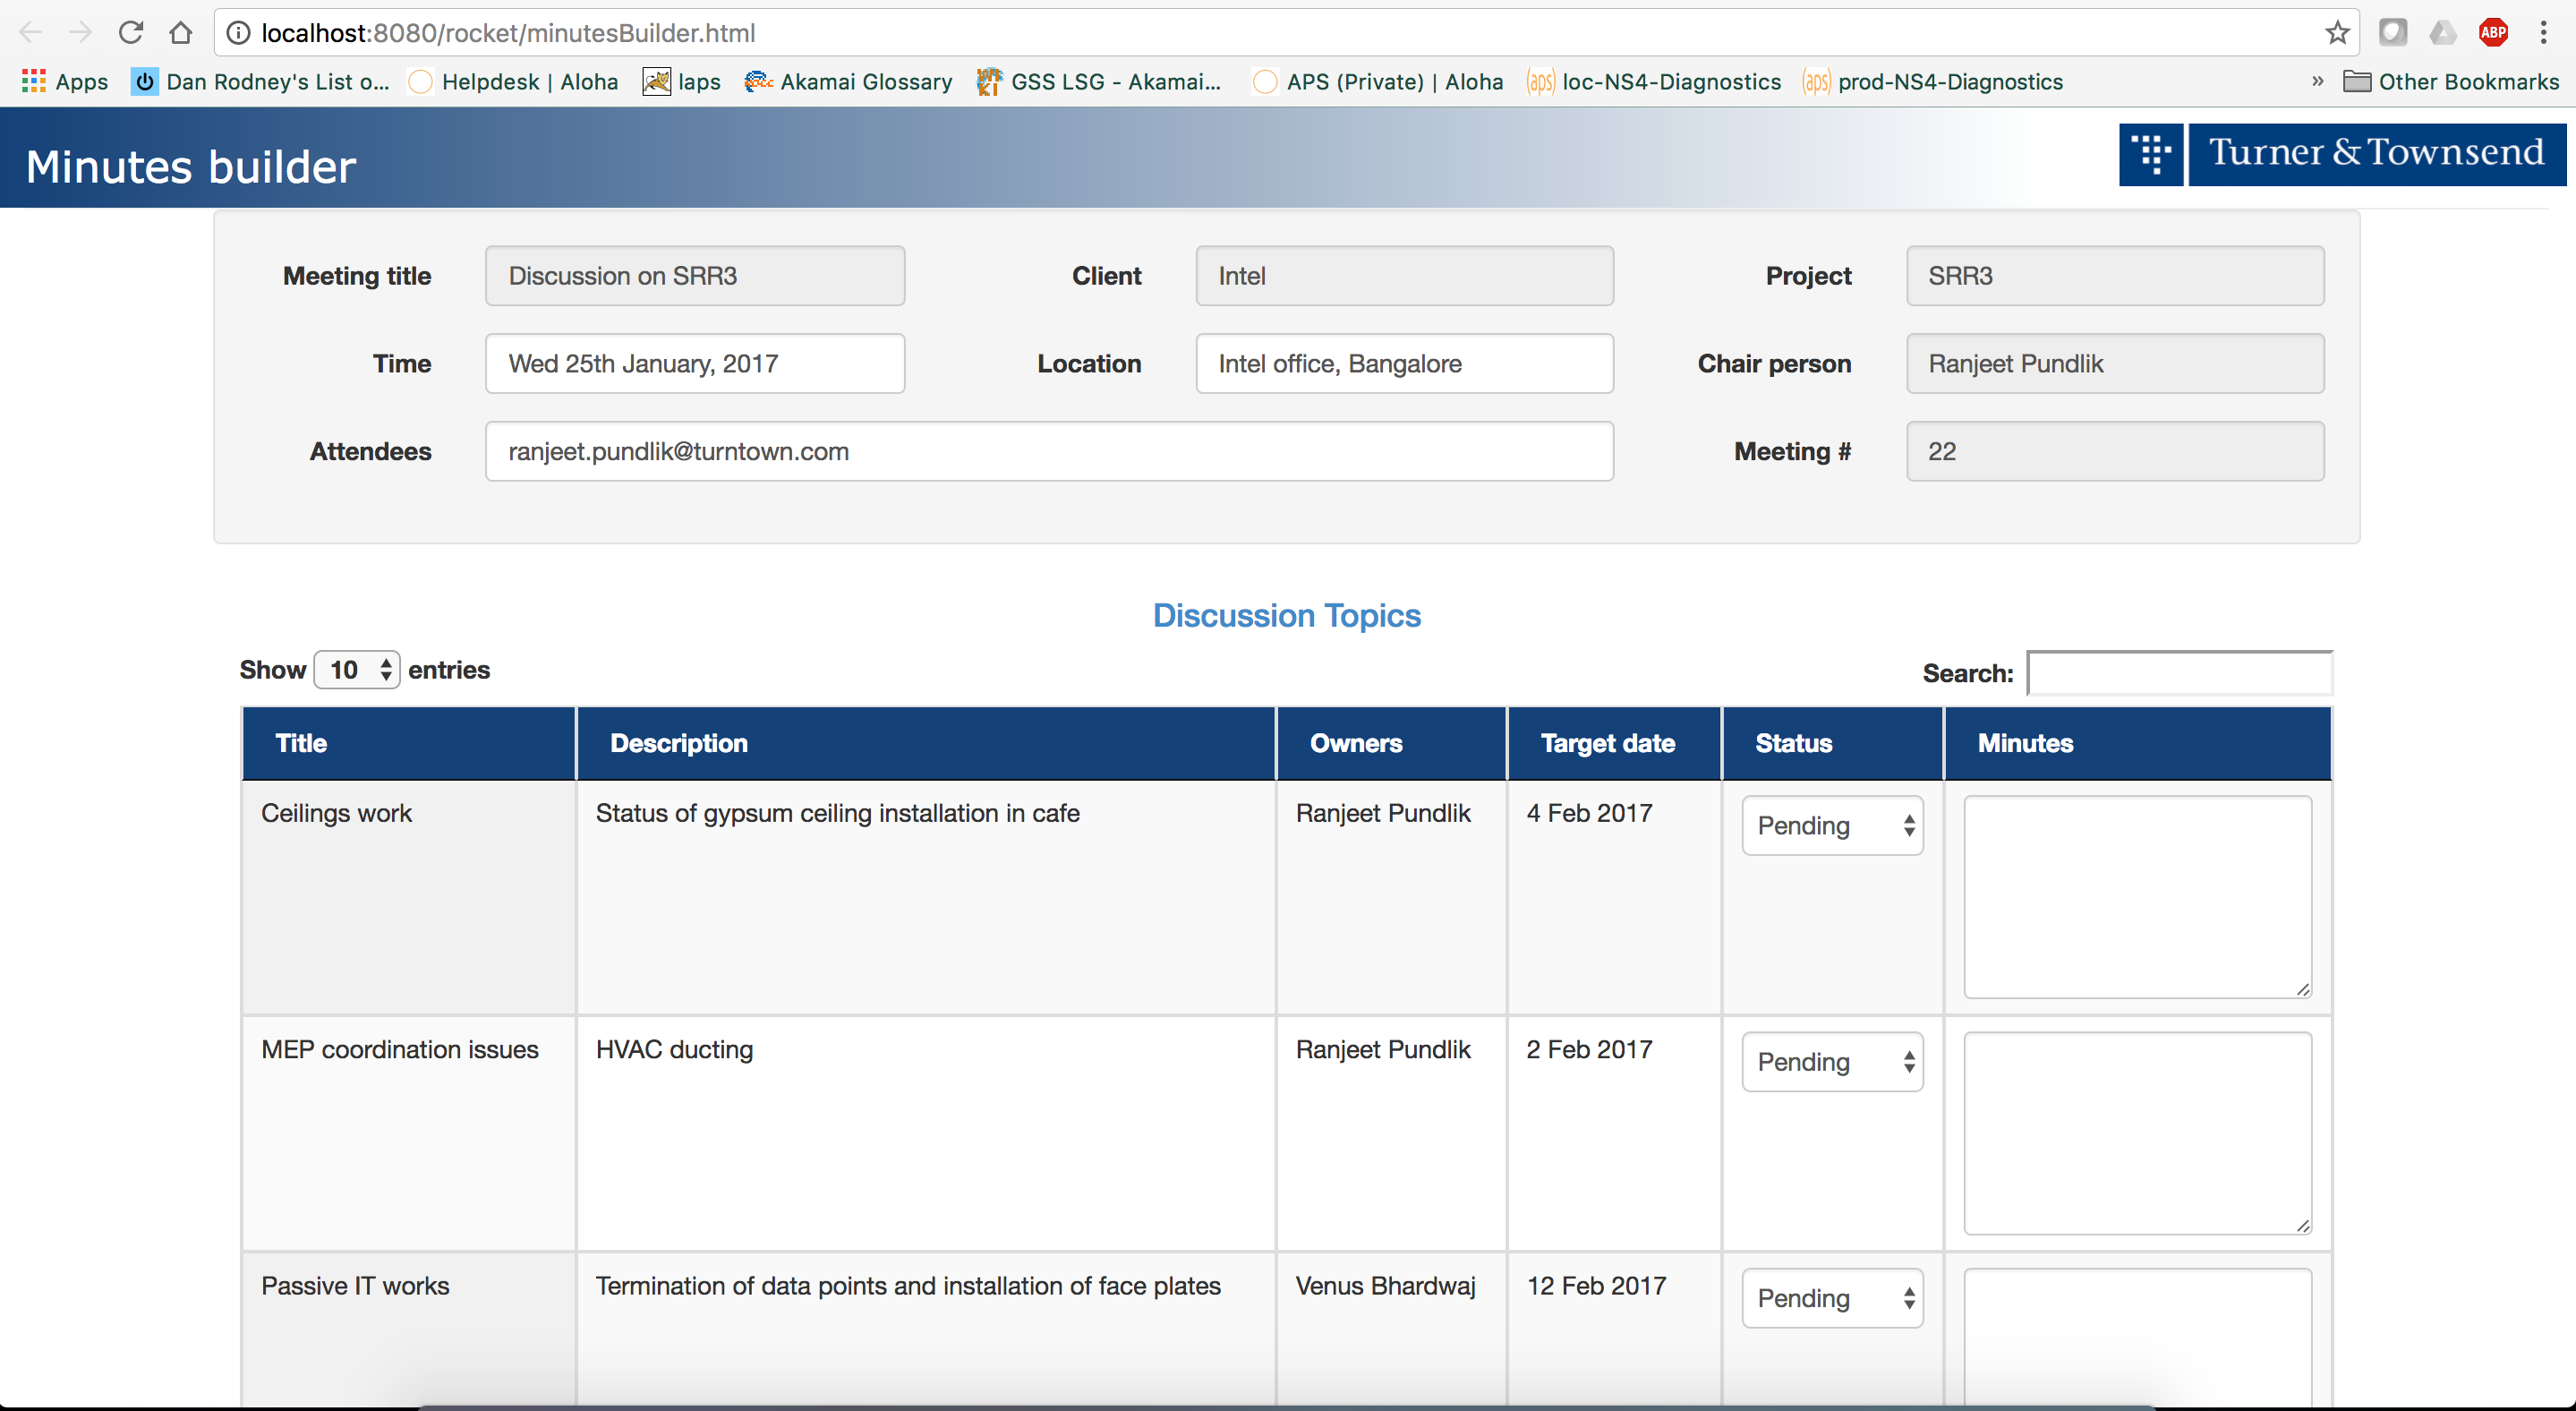 localhost:8080/rocket/minutesBuilder.html
ABP
Apps Dan Rodney's List o... Helpdesk | Aloha laps Akamai Glossary GSS LSG - Akamai... APS (Private) | Aloha (aps) loc-NS4-Diagnostics (aps) prod-NS4-Diagnostics » Other Bookmarks
Minutes builder
Turner & Townsend
Meeting title Discussion on SRR3 Client Intel Project SRR3
Time Wed 25th January, 2017 Location Intel office, Bangalore Chair person Ranjeet Pundlik
Attendees ranjeet.pundlik@turntown.com Meeting # 22
Discussion Topics
Show 10 entries Search:
Title Description Owners Target date Status Minutes
Ceilings work Status of gypsum ceiling installation in cafe Ranjeet Pundlik 4 Feb 2017 Pending
MEP coordination issues HVAC ducting Ranjeet Pundlik 2 Feb 2017 Pending
Passive IT works Termination of data points and installation of face plates Venus Bhardwaj 12 Feb 2017 Pending